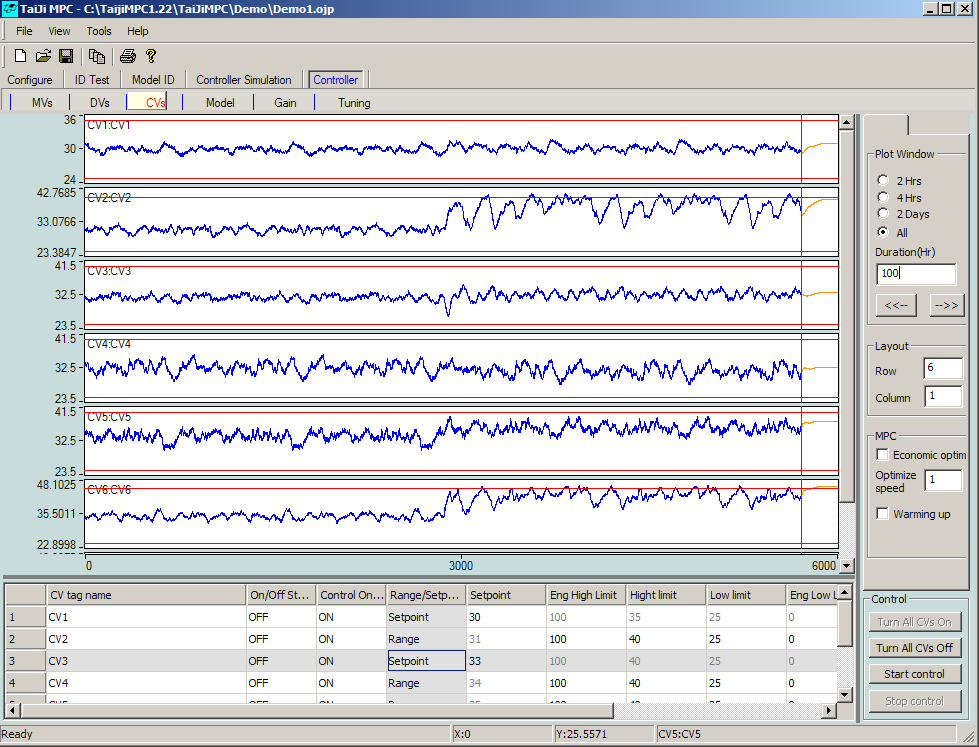 TaiJi MPC - C:\TaijiMPC1.22\TaiJiMPC\Demo\Demo1.ojp
File View Tools Help
Configure ID Test Model ID Controller Simulation Controller
MVs DVs CVs Model Gain Tuning
36
CV1:CV1
30
24
42.7685
CV2:CV2
33.0766
23.3847
41.5
CV3:CV3
32.5
23.5
41.5
CV4:CV4
32.5
23.5
41.5
CV5:CV5
32.5
23.5
48.1025
CV6:CV6
35.5011
22.8998
0 3000 6000
Plot Window
2 Hrs
4 Hrs
2 Days
All
Duration(Hr)
100
<<-- -->>
Layout
Row 6
Column 1
MPC
Economic optim
Optimize speed 1
Warming up
CV tag name On/Off St... Control On... Range/Setp... Setpoint Eng High Limit Hight limit Low limit Eng Low L
1 CV1 OFF ON Setpoint 30 100 35 25 0
2 CV2 OFF ON Range 31 100 40 25 0
3 CV3 OFF ON Setpoint 33 100 40 25 0
4 CV4 OFF ON Range 34 100 40 25 0
Control
Turn All CVs On
Turn All CVs Off
Start control
Stop control
Ready X:0 Y:25.5571 CV5:CV5